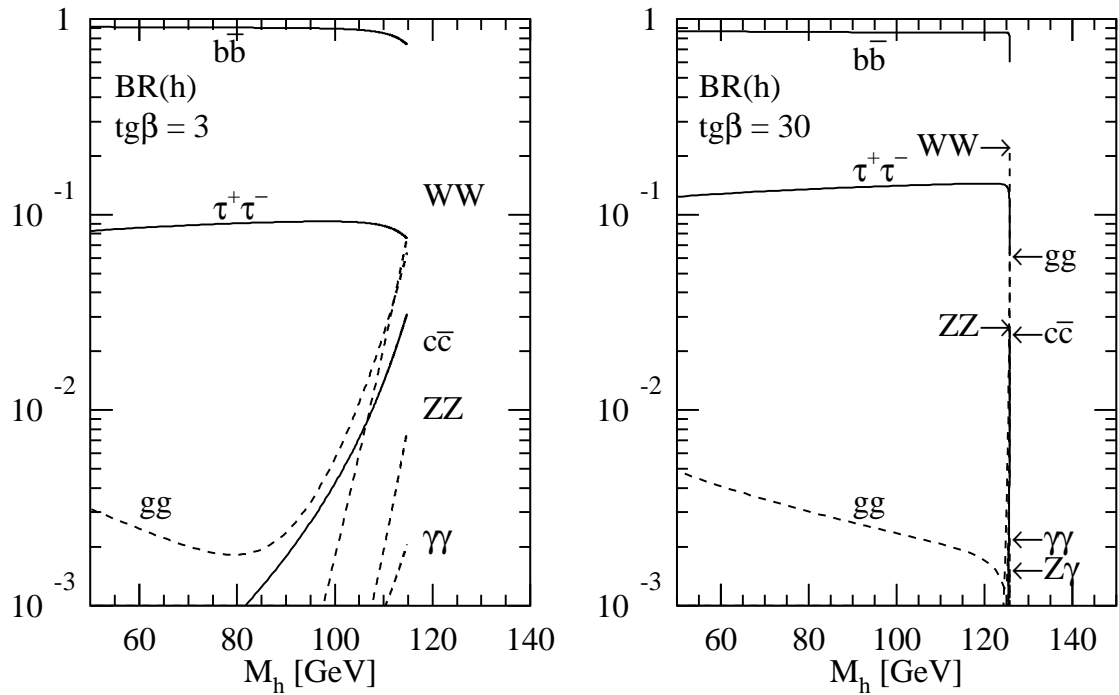 1
bb̄
BR(h)
tgβ = 3
WW
10⁻¹
τ⁺τ⁻
cc̄
10⁻²
ZZ
gg
γγ
10⁻³
60 80 100 120 140
M_h [GeV]
1
bb̄
BR(h)
tgβ = 30
WW
τ⁺τ⁻
10⁻¹
gg
ZZ
cc̄
10⁻²
gg
γγ
Zγ
10⁻³
60 80 100 120 140
M_h [GeV]